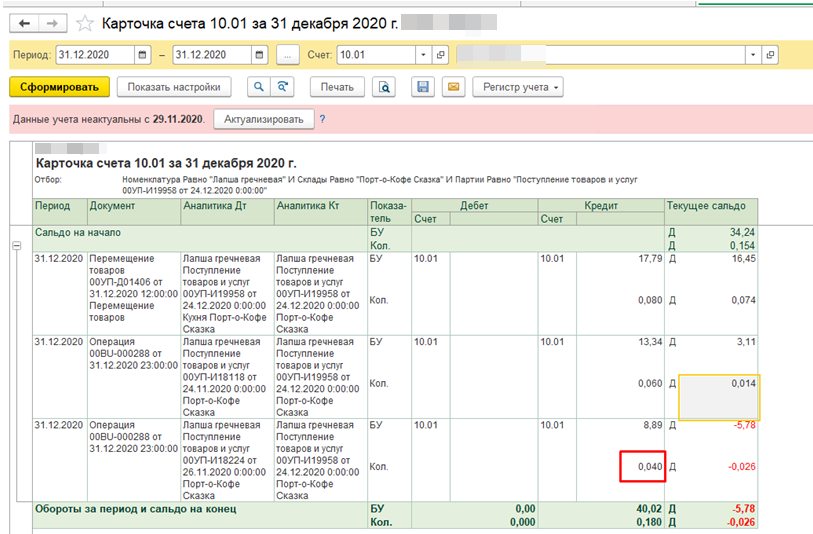 Карточка счета 10.01 за 31 декабря 2020 г.
Период: 31.12.2020 – 31.12.2020 ... Счет: 10.01
Сформировать Показать настройки Печать Регистр учета
Данные учета неактуальны с 29.11.2020. Актуализировать ?
Карточка счета 10.01 за 31 декабря 2020 г.
Отбор: Номенклатура Равно "Лапша гречневая" И Склады Равно "Порт-о-Кофе Сказка" И Партии Равно "Поступление товаров и услуг
00УП-И19958 от 24.12.2020 0:00:00"
Период Документ Аналитика Дт Аналитика Кт Показа- Дебет Кредит Текущее сальдо
тель Счет Счет
Сальдо на начало БУ Д 34,24
Кол. Д 0,154
31.12.2020 Перемещение Лапша гречневая Лапша гречневая БУ 10.01 10.01 17,79 Д 16,45
товаров Поступление Поступление
00УП-Д01406 от товаров и услуг товаров и услуг
31.12.2020 12:00:00 00УП-И19958 от 00УП-И19958 от Кол. 0,080 Д 0,074
Перемещение 24.12.2020 0:00:00 24.12.2020 0:00:00
товаров Кухня Порт-о-Кофе Порт-о-Кофе
Сказка Сказка
31.12.2020 Операция Лапша гречневая Лапша гречневая БУ 10.01 10.01 13,34 Д 3,11
00BU-000288 от Поступление Поступление
31.12.2020 23:00:00 товаров и услуг товаров и услуг
00УП-И18118 от 00УП-И19958 от Кол. 0,060 Д 0,014
24.11.2020 0:00:00 24.12.2020 0:00:00
Порт-о-Кофе Порт-о-Кофе
Сказка Сказка
31.12.2020 Операция Лапша гречневая Лапша гречневая БУ 10.01 10.01 8,89 Д -5,78
00BU-000288 от Поступление Поступление
31.12.2020 23:00:00 товаров и услуг товаров и услуг
00УП-И18224 от 00УП-И19958 от Кол. 0,040 Д -0,026
26.11.2020 0:00:00 24.12.2020 0:00:00
Порт-о-Кофе Порт-о-Кофе
Сказка Сказка
Обороты за период и сальдо на конец БУ 0,00 40,02 Д -5,78
Кол. 0,000 0,180 Д -0,026